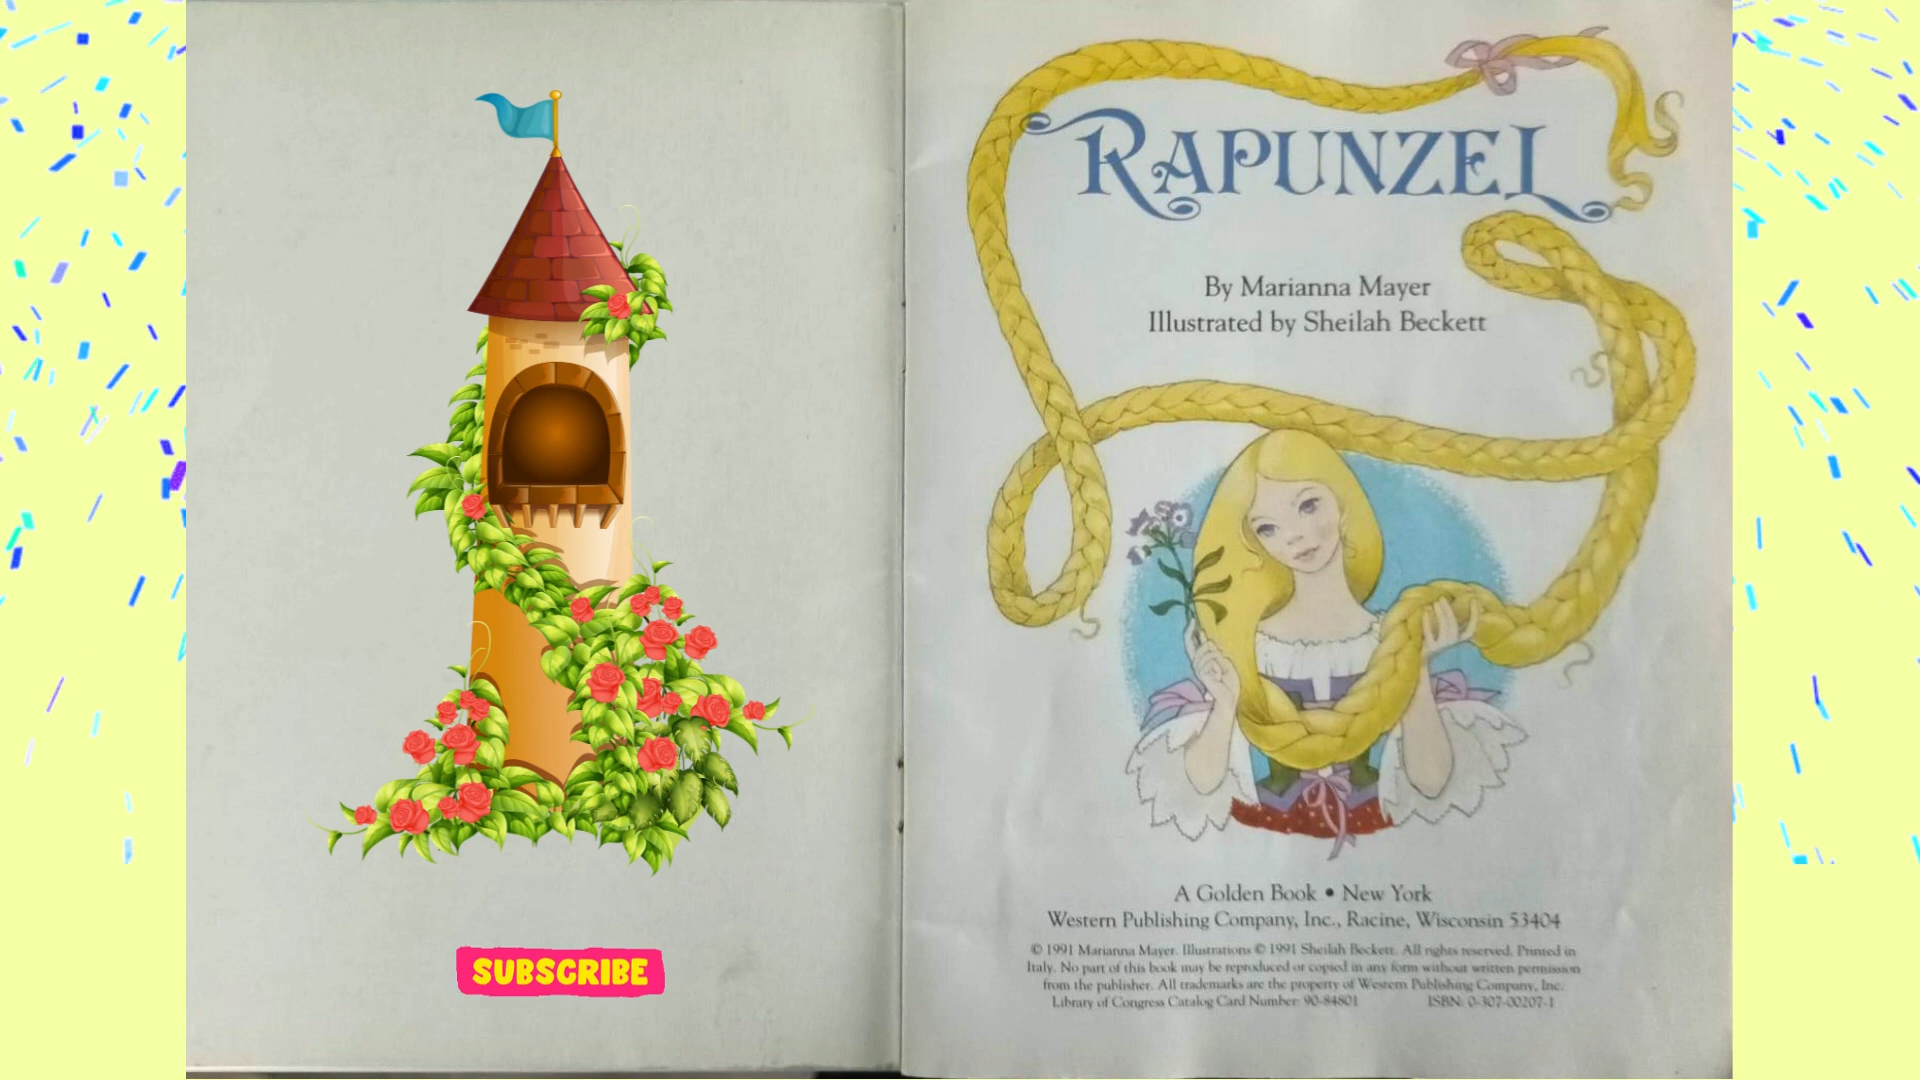 SUBSCRIBE
RAPUNZEL
By Marianna Mayer
Illustrated by Sheilah Beckett
A Golden Book • New York
Western Publishing Company, Inc., Racine, Wisconsin 53404
© 1991 Marianna Mayer. Illustrations © 1991 Sheilah Beckett. All rights reserved. Printed in
Italy. No part of this book may be reproduced or copied in any form without written permission
from the publisher. All trademarks are the property of Western Publishing Company, Inc.
Library of Congress Catalog Card Number: 90-84801 ISBN: 0-307-00207-1